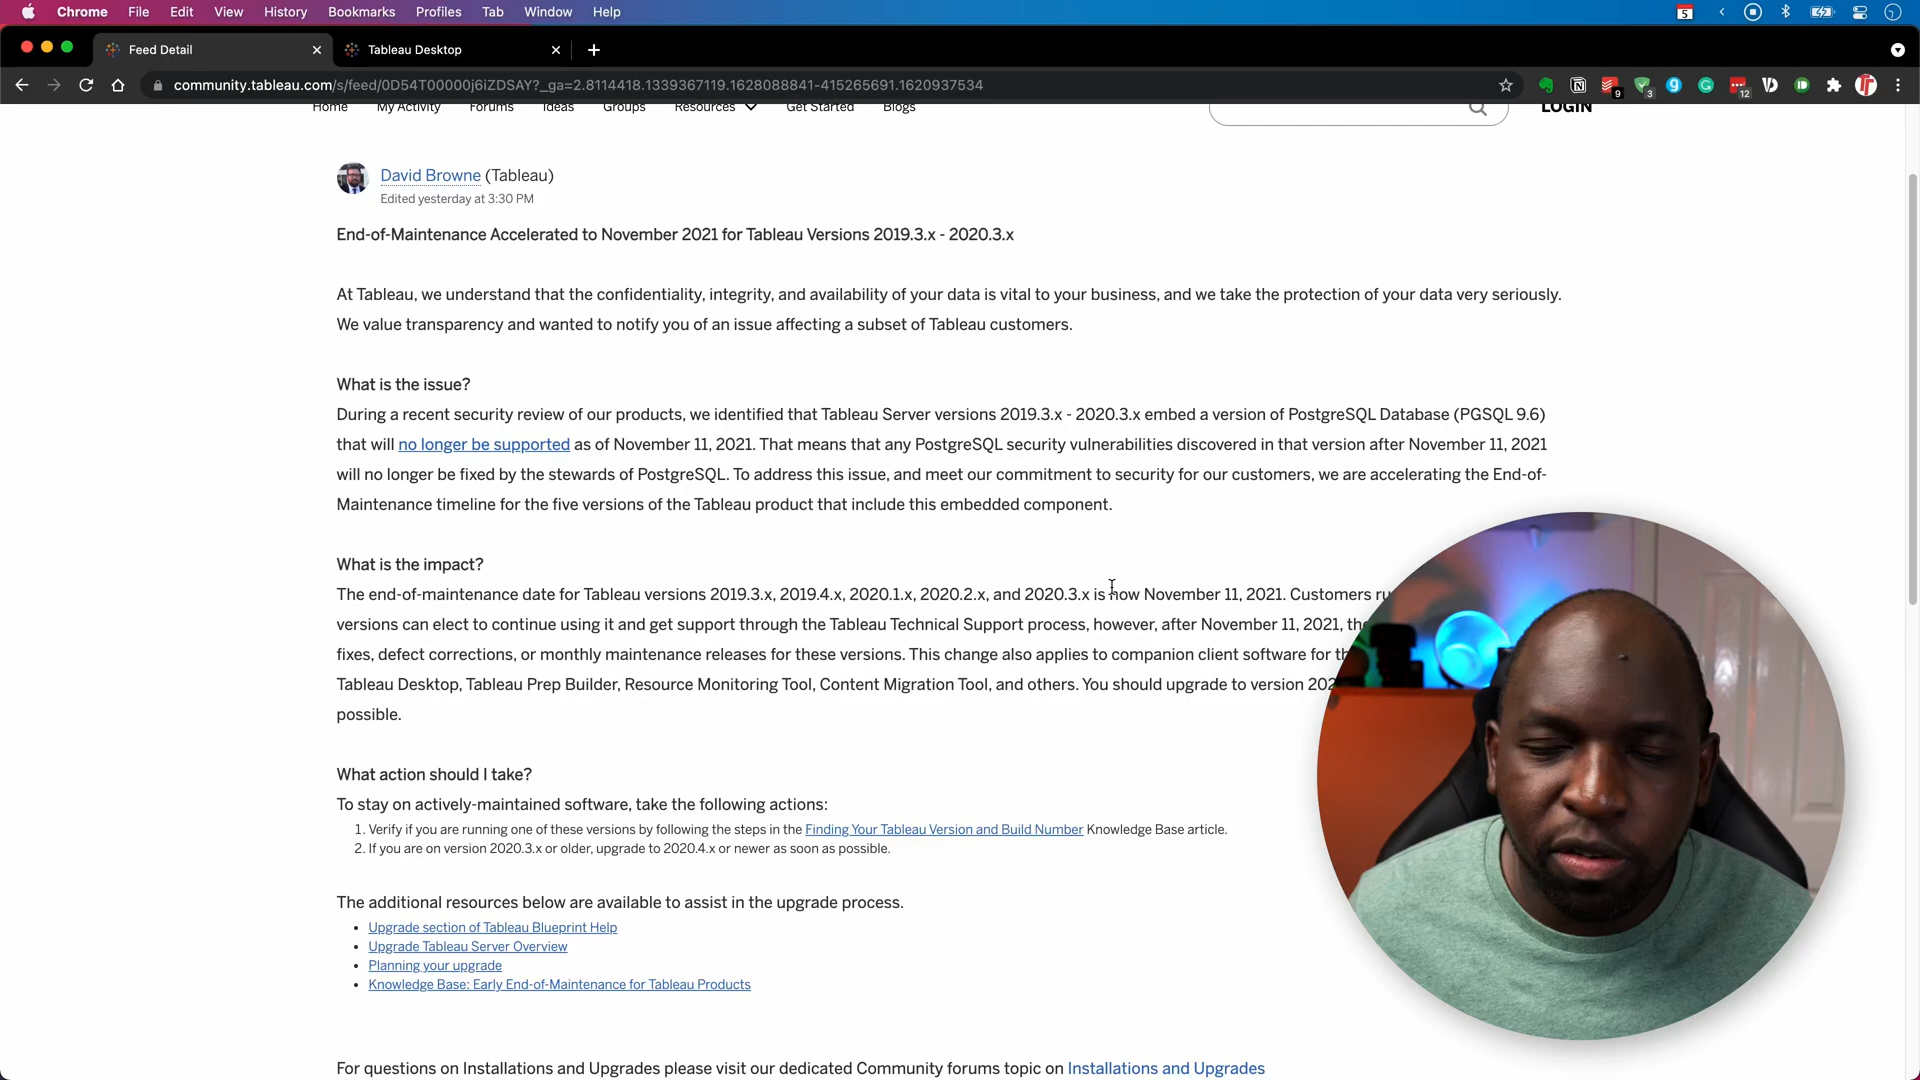 Chrome File Edit View History Bookmarks Profiles Tab Window Help 5
Feed Detail Tableau Desktop
community.tableau.com/s/feed/0D54T00000j6iZDSAY?_ga=2.8114418.1339367119.1628088841-415265691.1620937534 9 3 12
Home My Activity Forums Ideas Groups Resources Get Started Blogs LOGIN
David Browne (Tableau)
Edited yesterday at 3:30 PM
End-of-Maintenance Accelerated to November 2021 for Tableau Versions 2019.3.x - 2020.3.x
At Tableau, we understand that the confidentiality, integrity, and availability of your data is vital to your business, and we take the protection of your data very seriously.
We value transparency and wanted to notify you of an issue affecting a subset of Tableau customers.
What is the issue?
During a recent security review of our products, we identified that Tableau Server versions 2019.3.x - 2020.3.x embed a version of PostgreSQL Database (PGSQL 9.6)
that will no longer be supported as of November 11, 2021. That means that any PostgreSQL security vulnerabilities discovered in that version after November 11, 2021
will no longer be fixed by the stewards of PostgreSQL. To address this issue, and meet our commitment to security for our customers, we are accelerating the End-of-
Maintenance timeline for the five versions of the Tableau product that include this embedded component.
What is the impact?
The end-of-maintenance date for Tableau versions 2019.3.x, 2019.4.x, 2020.1.x, 2020.2.x, and 2020.3.x is now November 11, 2021. Customers
versions can elect to continue using it and get support through the Tableau Technical Support process, however, after November 11, 2021,
fixes, defect corrections, or monthly maintenance releases for these versions. This change also applies to companion client software for
Tableau Desktop, Tableau Prep Builder, Resource Monitoring Tool, Content Migration Tool, and others. You should upgrade to version
possible.
What action should I take?
To stay on actively-maintained software, take the following actions:
1. Verify if you are running one of these versions by following the steps in the Finding Your Tableau Version and Build Number Knowledge Base article.
2. If you are on version 2020.3.x or older, upgrade to 2020.4.x or newer as soon as possible.
The additional resources below are available to assist in the upgrade process.
• Upgrade section of Tableau Blueprint Help
• Upgrade Tableau Server Overview
• Planning your upgrade
• Knowledge Base: Early End-of-Maintenance for Tableau Products
For questions on Installations and Upgrades please visit our dedicated Community forums topic on Installations and Upgrades